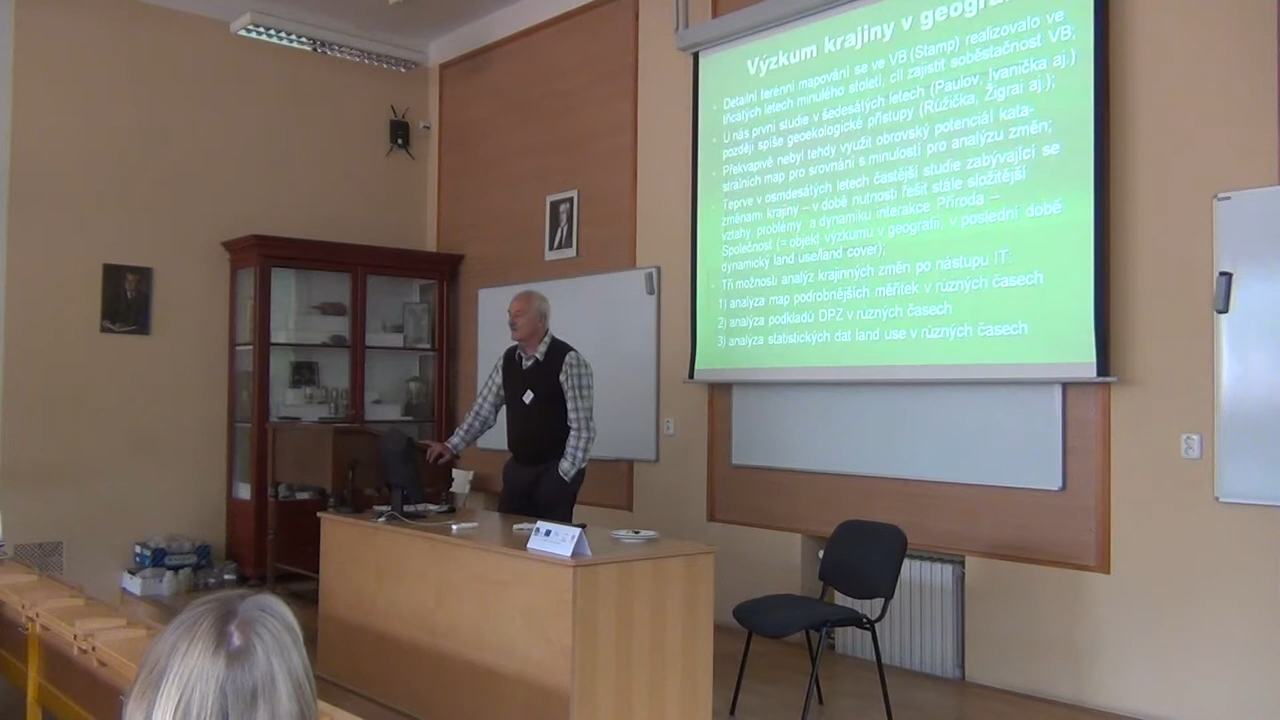 Výzkum krajiny v geogra
Detailní terénní mapování se ve VB (Stamp) realizovalo ve
třicátých letech minulého století, cíl zajistit soběstačnost VB;
U nás první studie v šedesátých letech (Paulov, Ivanička aj.)
později spíše geoekologické přístupy (Růžička, Žigrai aj.);
Překvapivě nebyl tehdy využit obrovský potenciál kata-
strálních map pro srovnání s minulostí pro analýzu změn;
Teprve v osmdesátých letech častější studie zabývající se
změnami krajiny – v době nutnosti řešit stále složitější
vztahy, problémy a dynamiku interakce Příroda –
Společnost (= objekt výzkumu v geografii, v poslední době
dynamický land use/land cover);
Tři možnosti analýz krajinných změn po nástupu IT:
1) analýza map podrobnějších měřítek v různých časech
2) analýza podkladů DPZ v různých časech
3) analýza statistických dat land use v různých časech